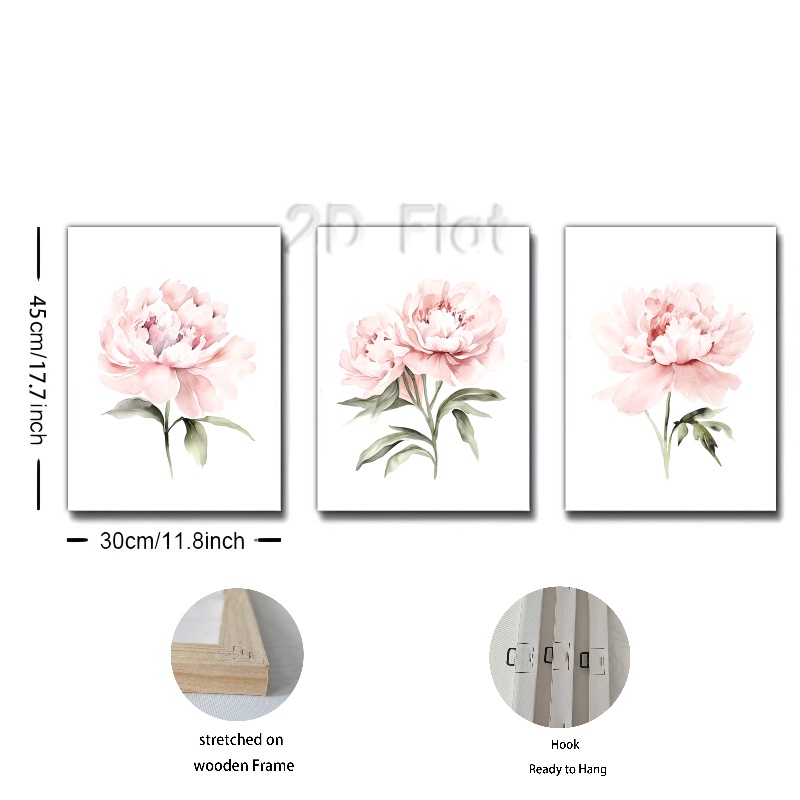 2D Flat
45cm/17.7inch
30cm/11.8inch
stretched on
wooden Frame
Hook
Ready to Hang